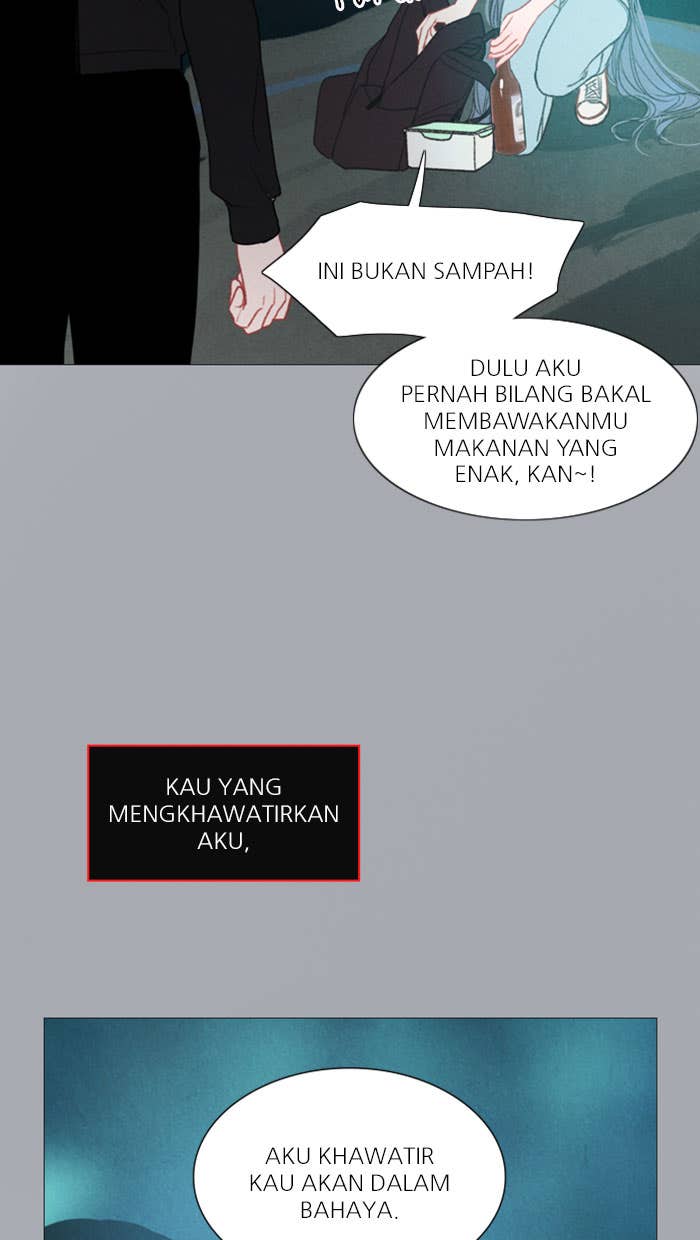 INI BUKAN SAMPAH!
DULU AKU
PERNAH BILANG BAKAL
MEMBAWAKANMU
MAKANAN YANG
ENAK, KAN~!
KAU YANG
MENGKHAWATIRKAN
AKU,
AKU KHAWATIR
KAU AKAN DALAM
BAHAYA.